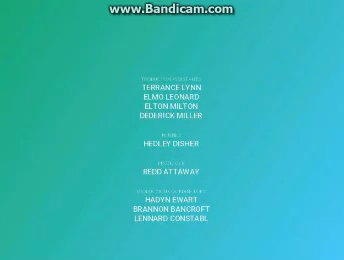 www.Bandicam.com
TERRANCE LYNN
ELMO LEONARD
ELTON MILTON
DEDERICK MILLER
HEDLEY DISHER
REDD ATTAWAY
HADYN EWART
BRANNON BANCROFT
LENNARD CONSTABL